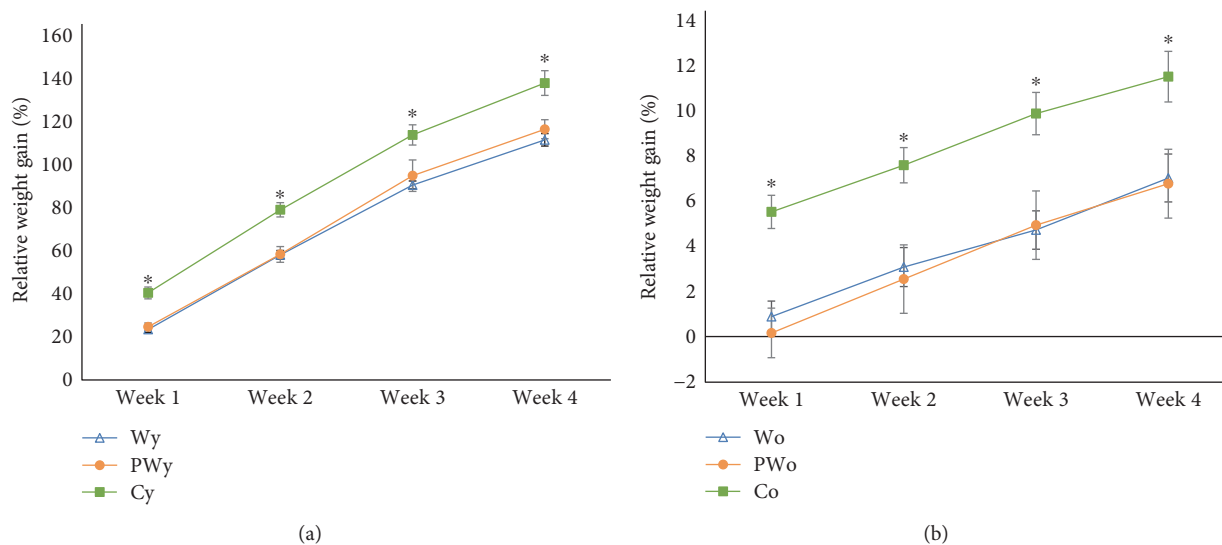 Relative weight gain (%)
160
140
120
100
80
60
40
20
0
*
*
*
*
Week 1 Week 2 Week 3 Week 4
Wy
PWy
Cy
(a)
Relative weight gain (%)
14
12
10
8
6
4
2
0
–2
*
*
*
*
Week 1 Week 2 Week 3 Week 4
Wo
PWo
Co
(b)